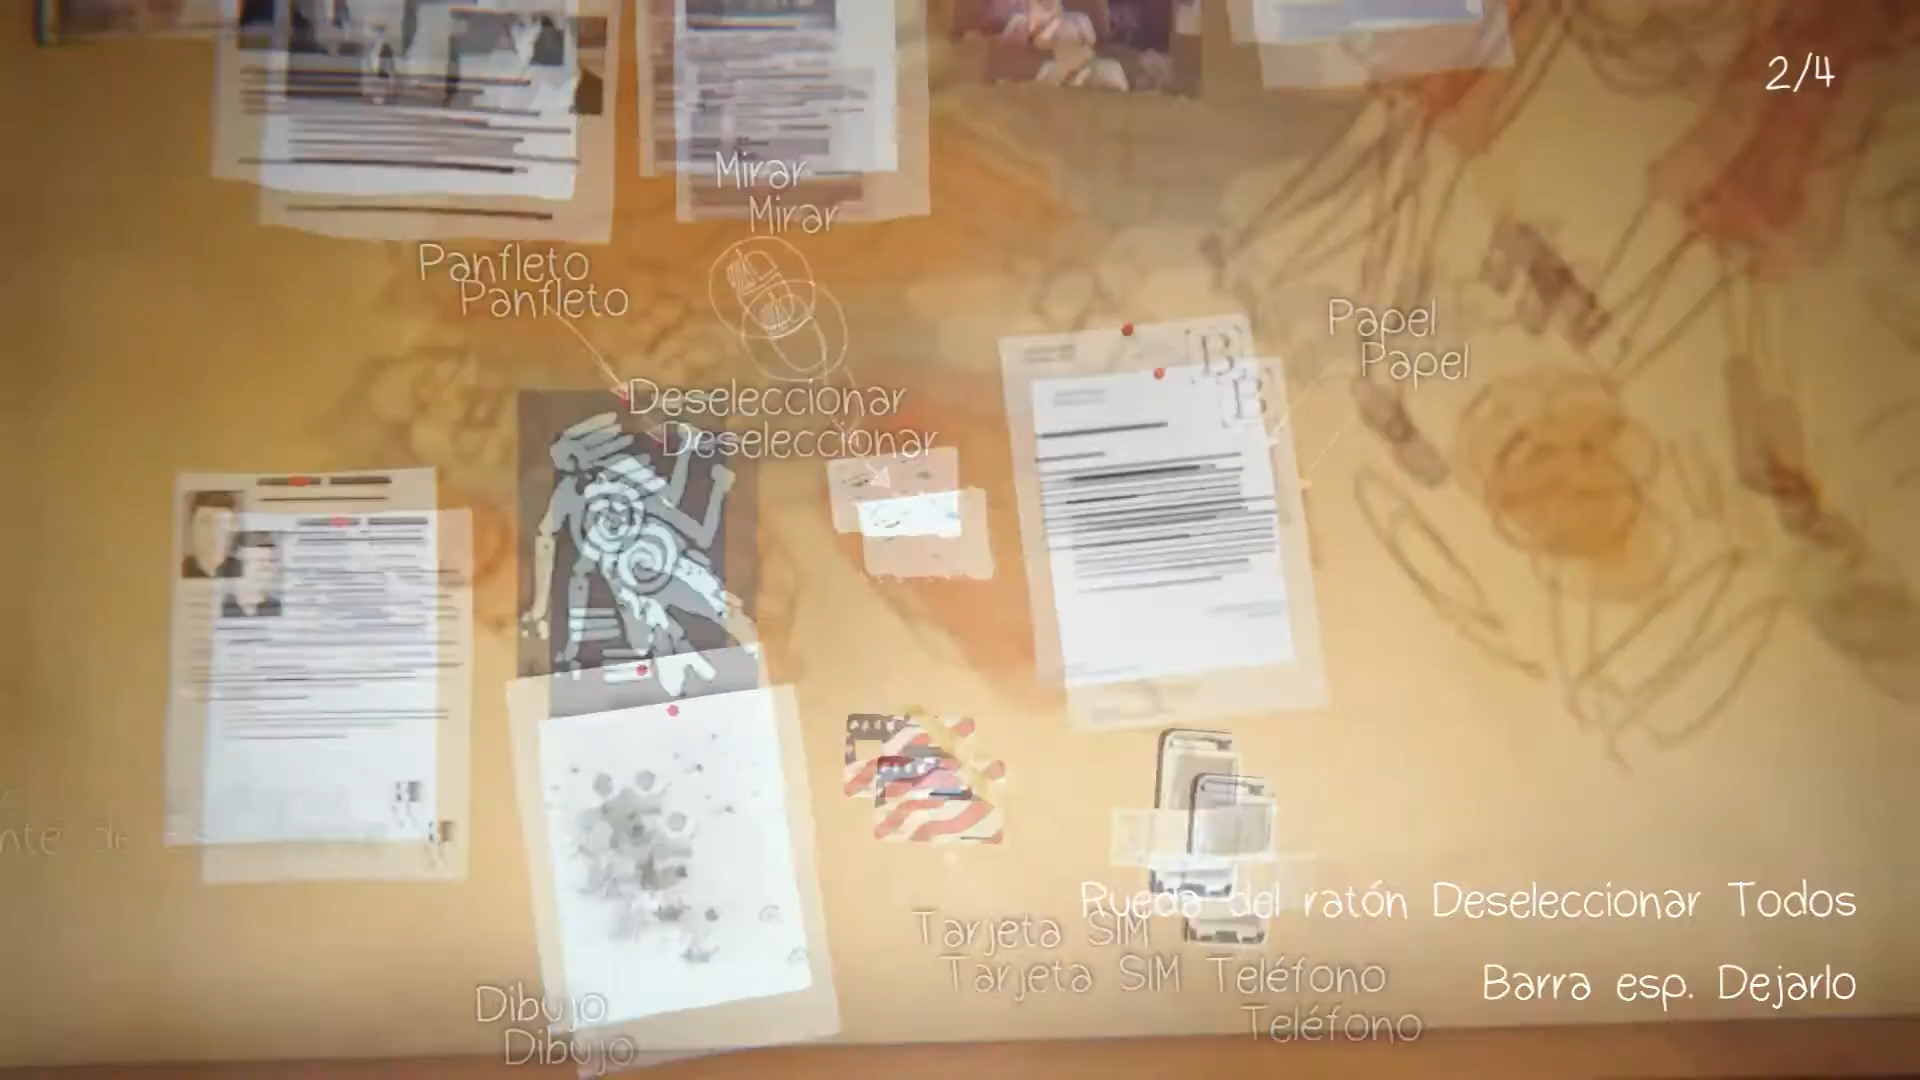 2/4
Mirar
Mirar
Panfleto
Panfleto
Papel
Papel
Deseleccionar
Deseleccionar
B
B
Rueda del ratón Deseleccionar Todos
Tarjeta SIM
Tarjeta SIM Teléfono
Barra esp. Dejarlo
Dibujo
Teléfono
Dibujo